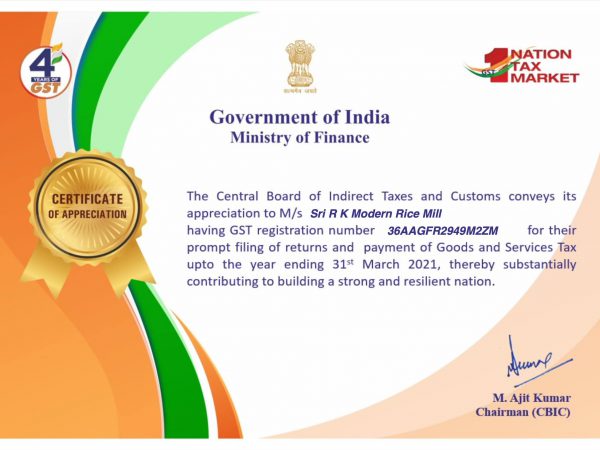 4
YEARS OF
GST
सत्यमेव जयते
1 NATION
TAX
MARKET
GST
Government of India
Ministry of Finance
CERTIFICATE
OF APPRECIATION
The Central Board of Indirect Taxes and Customs conveys its
appreciation to M/s Sri R K Modern Rice Mill
having GST registration number 36AAGFR2949M2ZM for their
prompt filing of returns and payment of Goods and Services Tax
upto the year ending 31st March 2021, thereby substantially
contributing to building a strong and resilient nation.
M. Ajit Kumar
Chairman (CBIC)